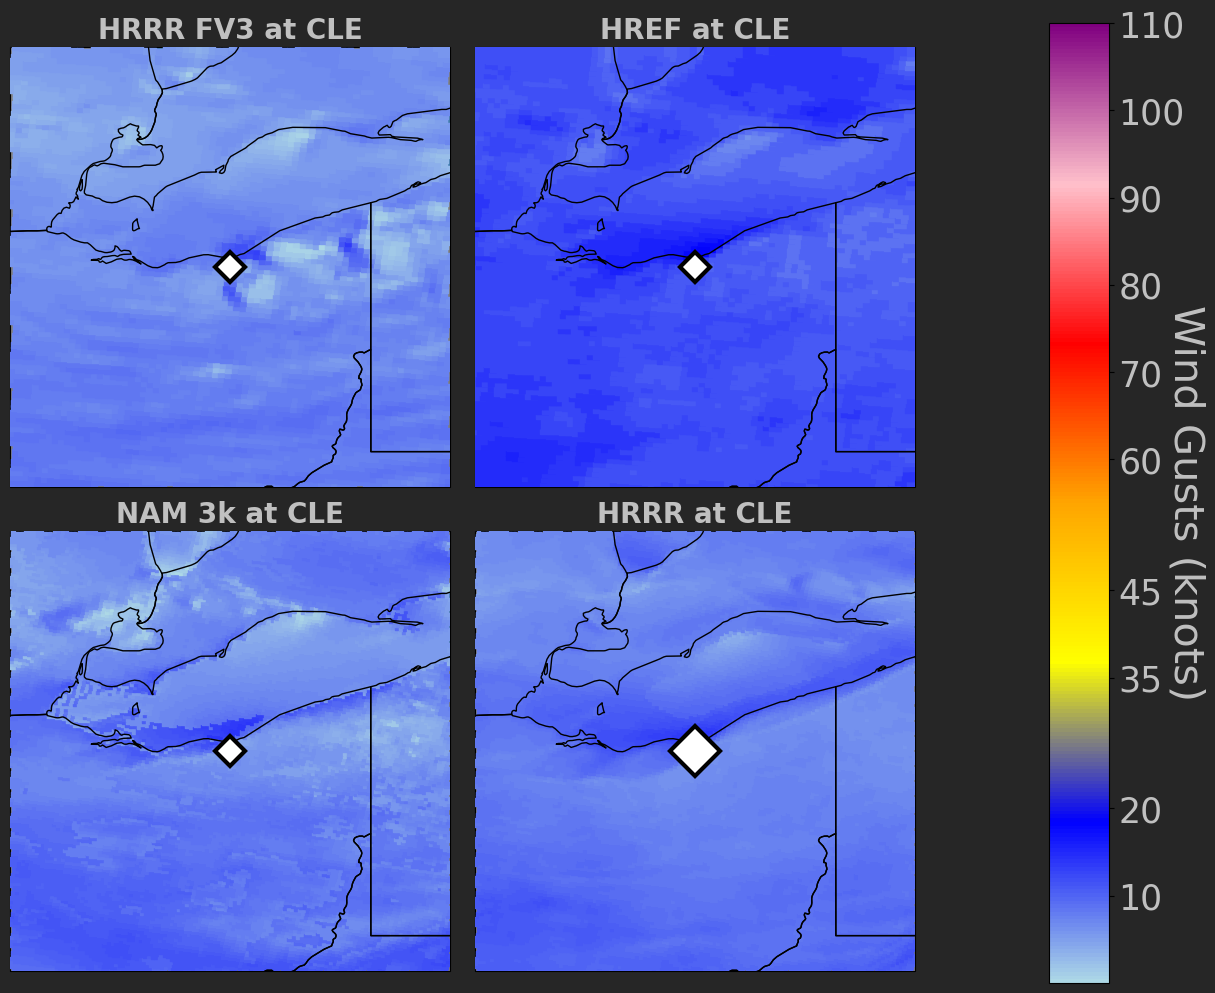 HRRR FV3 at CLE
HREF at CLE
NAM 3k at CLE
HRRR at CLE
110
100
90
80
70
60
45
35
20
10
Wind Gusts (knots)